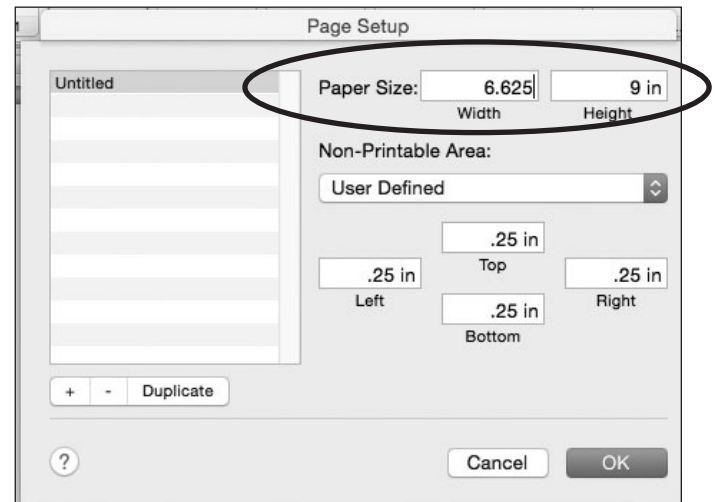 Page Setup
Untitled
Paper Size: 6.625 9 in
Width Height
Non-Printable Area:
User Defined
.25 in
Top
.25 in .25 in
Left Right
.25 in
Bottom
+ - Duplicate
? Cancel OK